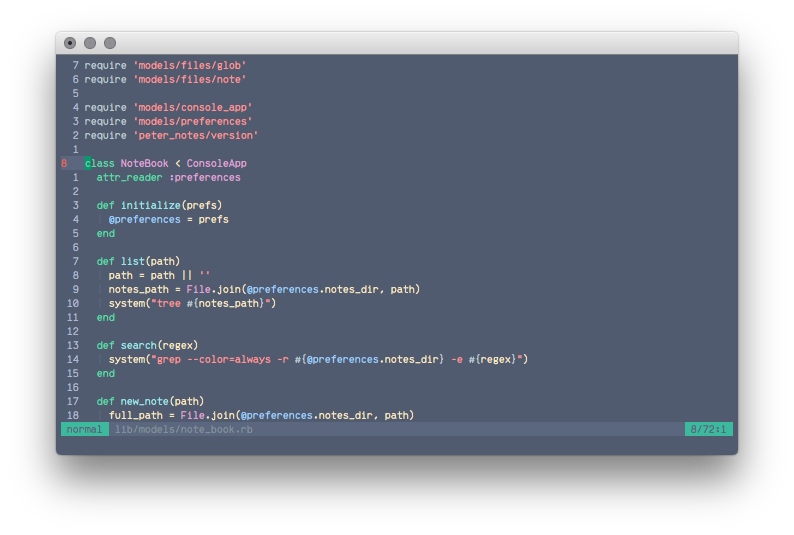 7 require 'models/files/glob'
6 require 'models/files/note'
5
4 require 'models/console_app'
3 require 'models/preferences'
2 require 'peter_notes/version'
1
8 class NoteBook < ConsoleApp
1 attr_reader :preferences
2
3 def initialize(prefs)
4 @preferences = prefs
5 end
6
7 def list(path)
8 path = path || ''
9 notes_path = File.join(@preferences.notes_dir, path)
10 system("tree #{notes_path}")
11 end
12
13 def search(regex)
14 system("grep --color=always -r #{@preferences.notes_dir} -e #{regex}")
15 end
16
17 def new_note(path)
18 full_path = File.join(@preferences.notes_dir, path)
normal lib/models/note_book.rb 8/72:1